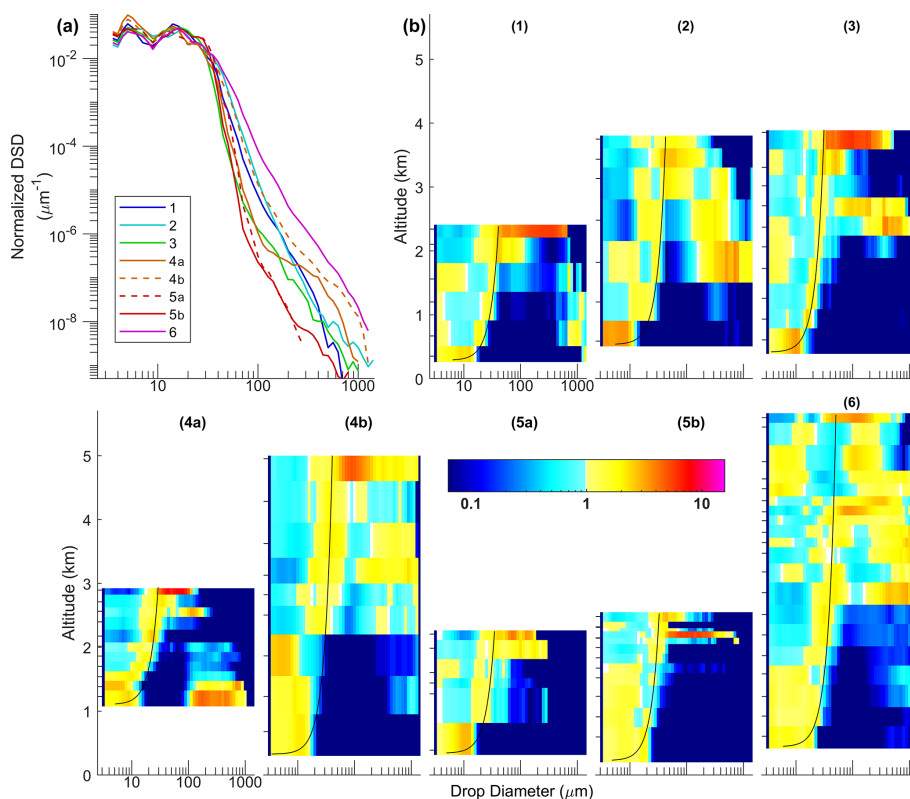 (a)
Normalized DSD
(μm⁻¹)
10⁻²
10⁻⁴
10⁻⁶
10⁻⁸
1
2
3
4a
4b
5a
5b
6
10
100
1000
(b)
(1)
(2)
(3)
Altitude (km)
5
4
3
2
1
0
10
100
1000
(4a)
(4b)
(5a)
(5b)
(6)
0.1
1
10
Altitude (km)
5
4
3
2
1
0
10
100
1000
Drop Diameter (μm)